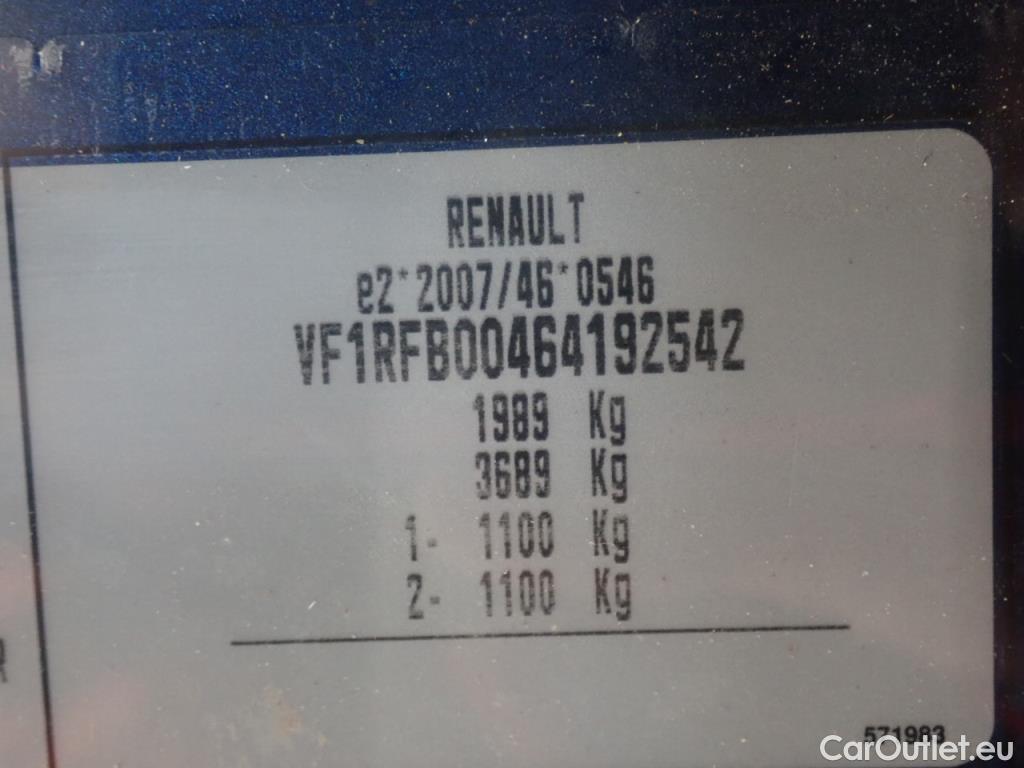 RENAULT
e2*2007/46*0546
VF1RFB00464192542
1989 Kg
3689 Kg
1- 1100 Kg
2- 1100 Kg
R
571983
CarOutlet.eu